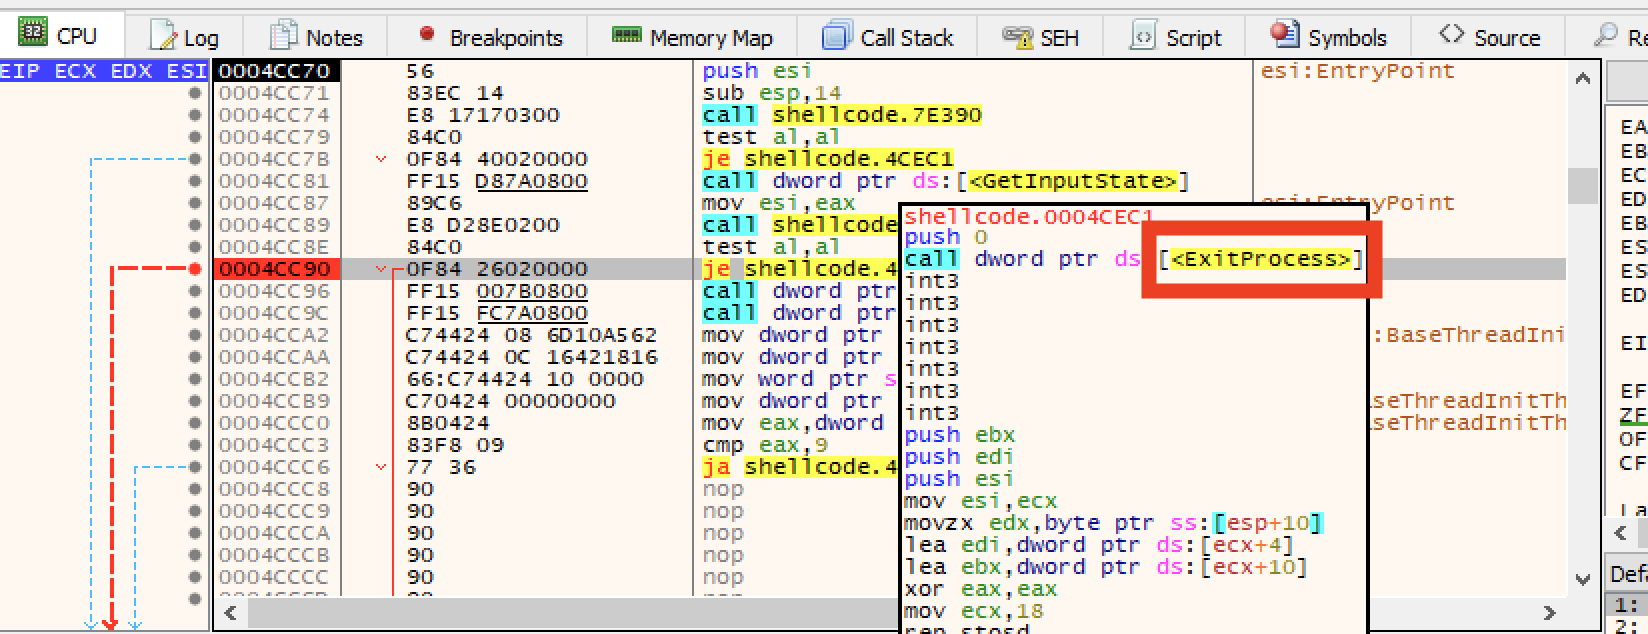 CPU Log Notes Breakpoints Memory Map Call Stack SEH Script Symbols Source Re
EIP ECX EDX ESI 0004CC70 56 push esi esi:EntryPoint
0004CC71 83EC 14 sub esp,14
0004CC74 E8 17170300 call shellcode.7E390
0004CC79 84C0 test al,al
0004CC7B 0F84 40020000 je shellcode.4CEC1
0004CC81 FF15 D87A0800 call dword ptr ds:[<GetInputState>]
0004CC87 89C6 mov esi,eax esi:EntryPoint
0004CC89 E8 D28E0200 call shellcode
0004CC8E 84C0 test al,al
0004CC90 0F84 26020000 je shellcode.4
0004CC96 FF15 007B0800 call dword ptr
0004CC9C FF15 FC7A0800 call dword ptr
0004CCA2 C74424 08 6D10A562 mov dword ptr :BaseThreadIni
0004CCAA C74424 0C 16421816 mov dword ptr
0004CCB2 66:C74424 10 0000 mov word ptr s
0004CCB9 C70424 00000000 mov dword ptr seThreadInitTh
0004CCC0 8B0424 mov eax,dword seThreadInitTh
0004CCC3 83F8 09 cmp eax,9
0004CCC6 77 36 ja shellcode.4
0004CCC8 90 nop
0004CCC9 90 nop
0004CCCA 90 nop
0004CCCB 90 nop
0004CCCC 90 nop
shellcode.0004CEC1
push 0
call dword ptr ds [<ExitProcess>]
int3
int3
int3
int3
int3
int3
int3
push ebx
push edi
push esi
mov esi,ecx
movzx edx,byte ptr ss:[esp+10]
lea edi,dword ptr ds:[ecx+4]
lea ebx,dword ptr ds:[ecx+10]
xor eax,eax
mov ecx,18
rep stosd
EA
EB
EC
ED
EB
ES
ES
ED
EI
EF
ZF
OF
CF
La
Defa
1:
2: